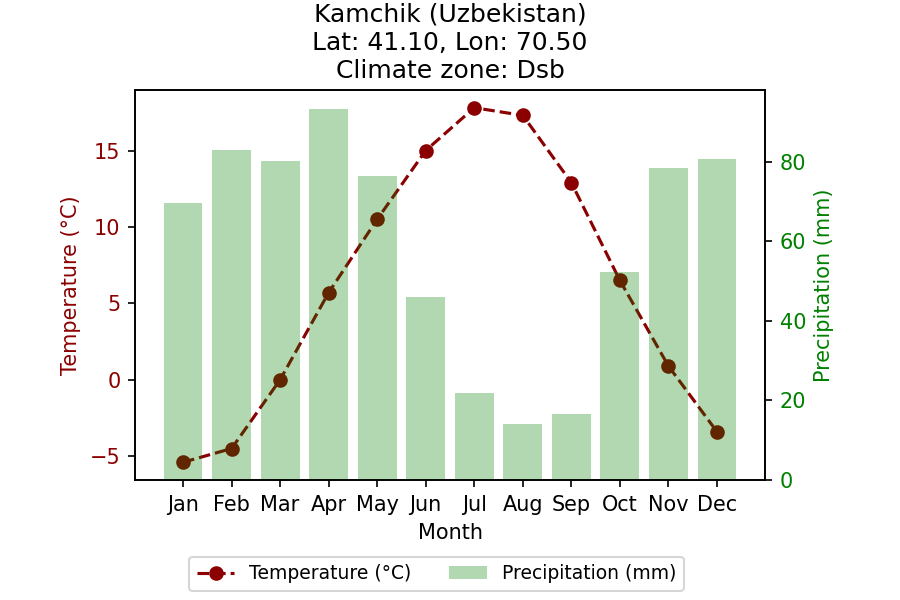 Kamchik (Uzbekistan)
Lat: 41.10, Lon: 70.50
Climate zone: Dsb
Temperature (°C)
15
10
5
0
−5
Precipitation (mm)
80
60
40
20
0
Jan Feb Mar Apr May Jun Jul Aug Sep Oct Nov Dec
Month
Temperature (°C) Precipitation (mm)